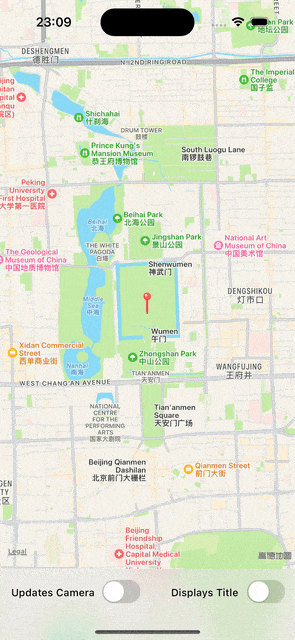 23:09
地坛公园
DESHENGMEN
德胜门
N. 2ND RING ROAD
The Imperial
College
国子监
Shichahai
什刹海
DRUM TOWER
鼓楼
Prince Kung's
Mansion Museum
恭王府博物馆
South Luogu Lane
南锣鼓巷
Peking
University
First Hospital
大学第一医院
Beihai
北海
Beihai Park
北海公园
Jingshan Park
景山公园
National Art
Museum of China
中国美术馆
THE WHITE
PAGODA
白塔
The Geological
Museum of China
中国地质博物馆
Shenwumen
神武门
Middle
Sea
中海
DENGSHIKOU
灯市口
Wumen
午门
Xidan Commercial
Street
西单商业街
Zhongshan Park
中山公园
Nanhai
南海
TIAN'ANMEN
天安门
WANGFUJING
王府井
WEST CHANG'AN AVENUE
NATIONAL
CENTRE FOR
THE
PERFORMING
ARTS
国家大剧院
Tian'anmen
Square
天安门广场
Beijing Qianmen
Dashilan
北京前门大栅栏
Qianmen Street
前门大街
Beijing
Friendship
Hospital,
Capital Medical
University
Legal
高德地图
Updates Camera
Displays Title